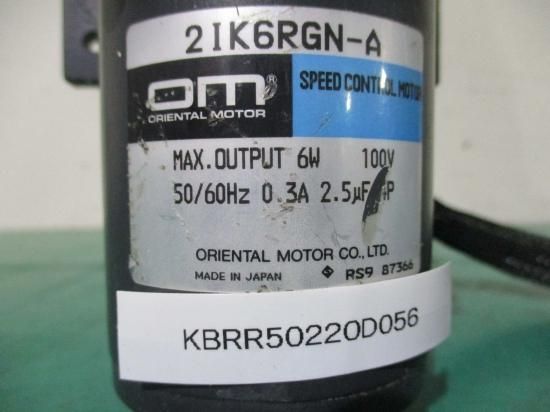 2IK6RGN-A
OM®
ORIENTAL MOTOR
SPEED CONTROL MOTOR
MAX. OUTPUT 6W 100V
50/60Hz 0.3A 2.5μF
ORIENTAL MOTOR CO., LTD.
MADE IN JAPAN RS9 87366
KBRR50220D056